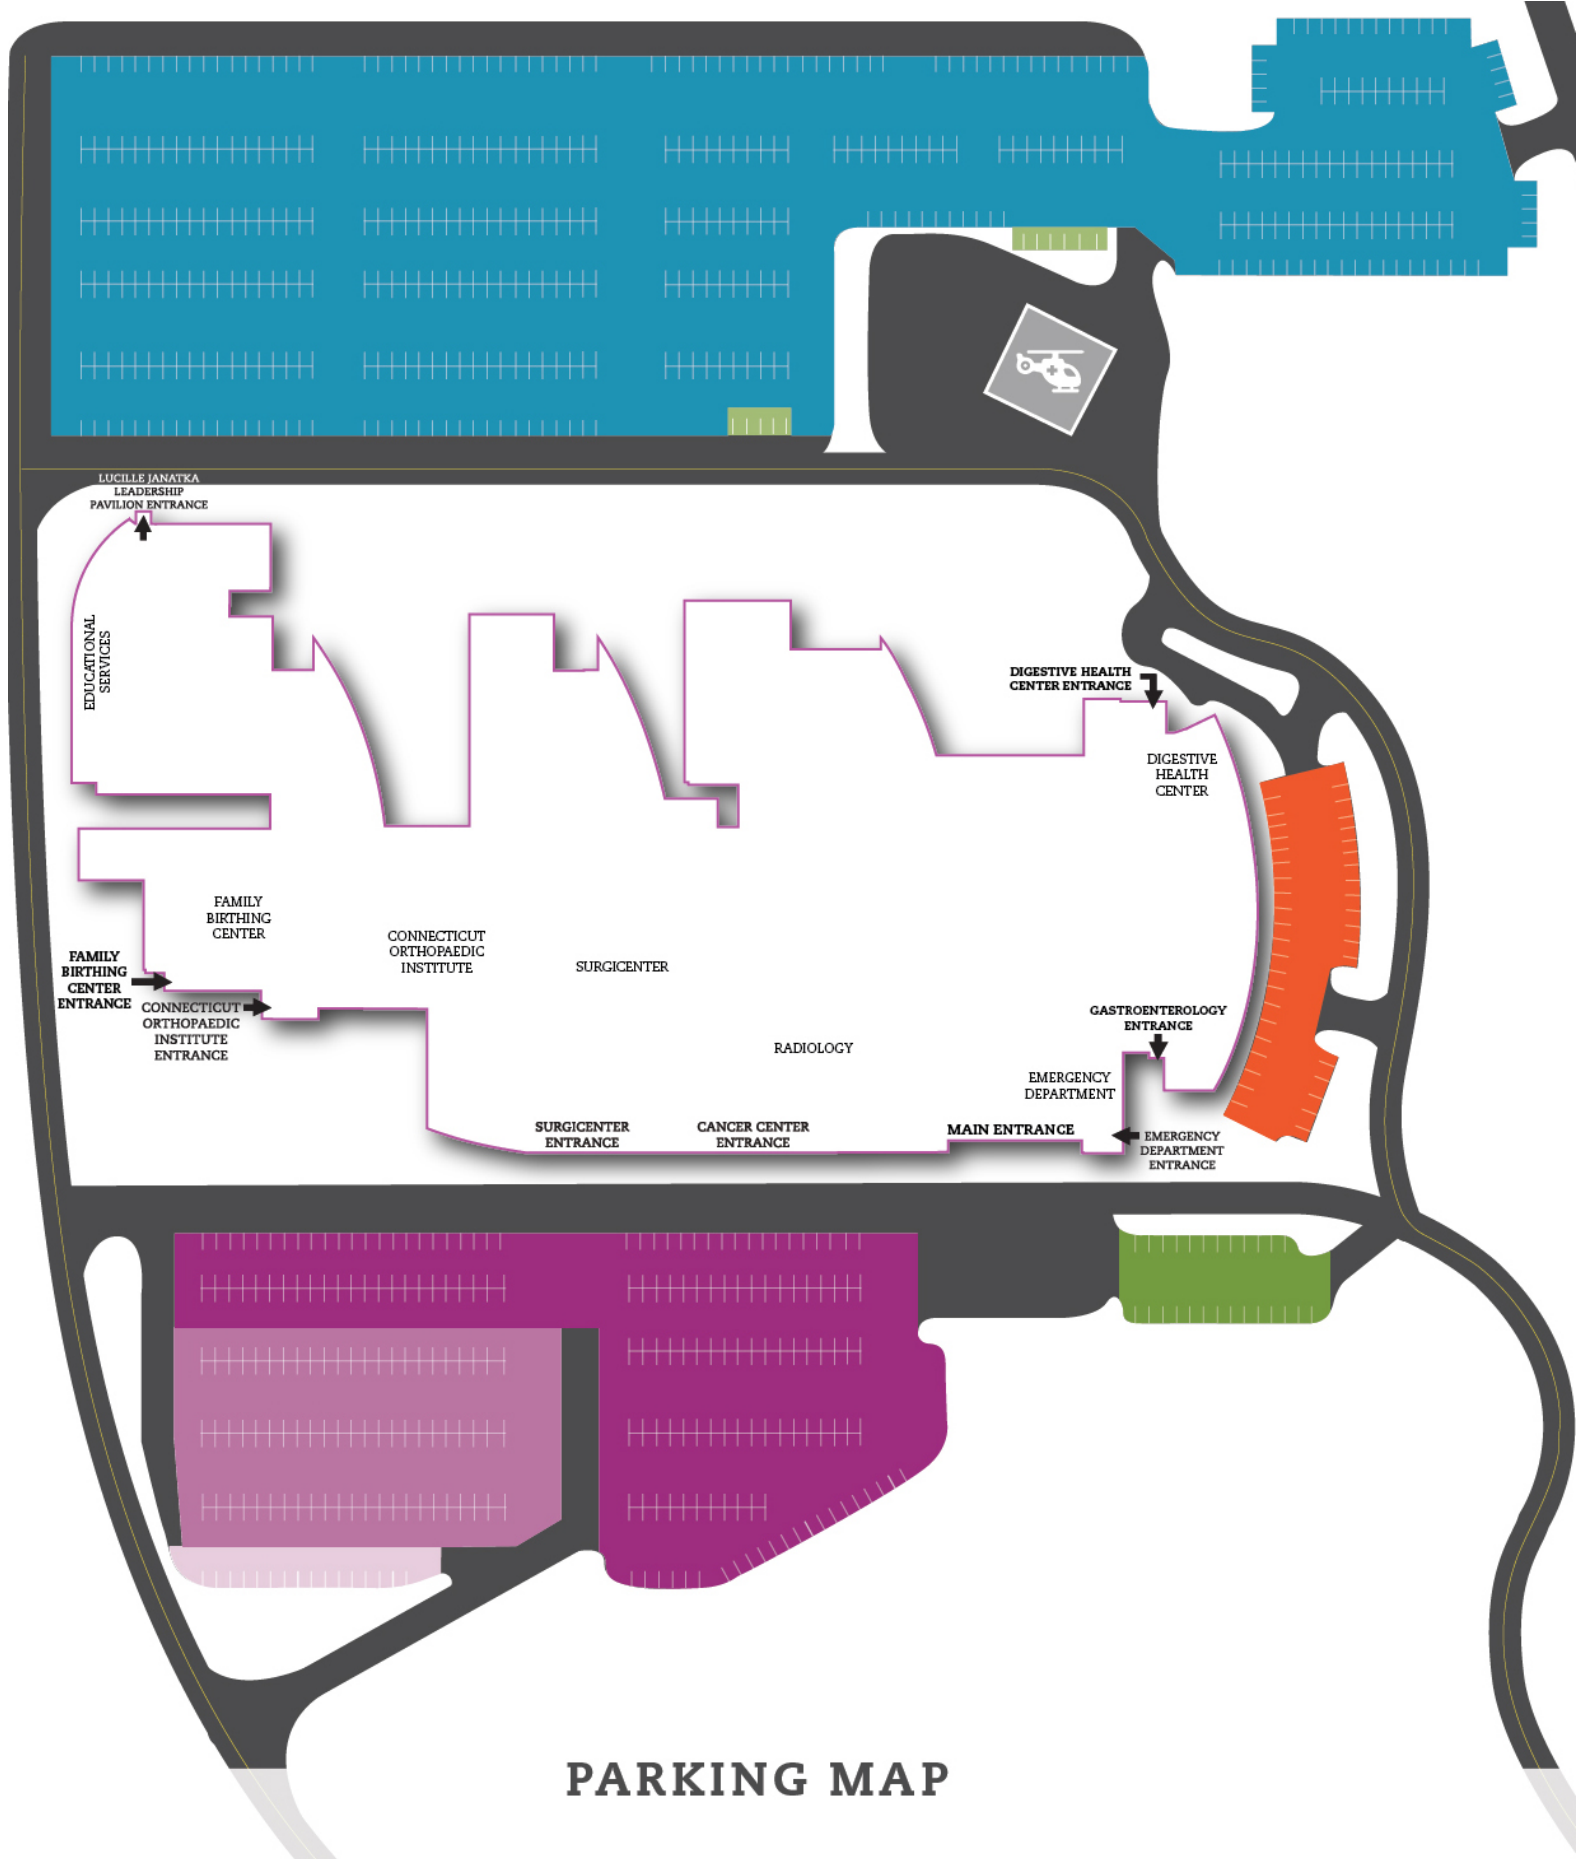 LUCILLE JANATKA
LEADERSHIP
PAVILION ENTRANCE
EDUCATIONAL
SERVICES
DIGESTIVE HEALTH
CENTER ENTRANCE
DIGESTIVE
HEALTH
CENTER
FAMILY
BIRTHING
CENTER
CONNECTICUT
ORTHOPAEDIC
INSTITUTE
SURGICENTER
FAMILY
BIRTHING
CENTER
ENTRANCE
CONNECTICUT
ORTHOPAEDIC
INSTITUTE
ENTRANCE
RADIOLOGY
GASTROENTEROLOGY
ENTRANCE
EMERGENCY
DEPARTMENT
SURGICENTER
ENTRANCE
CANCER CENTER
ENTRANCE
MAIN ENTRANCE
EMERGENCY
DEPARTMENT
ENTRANCE
PARKING MAP